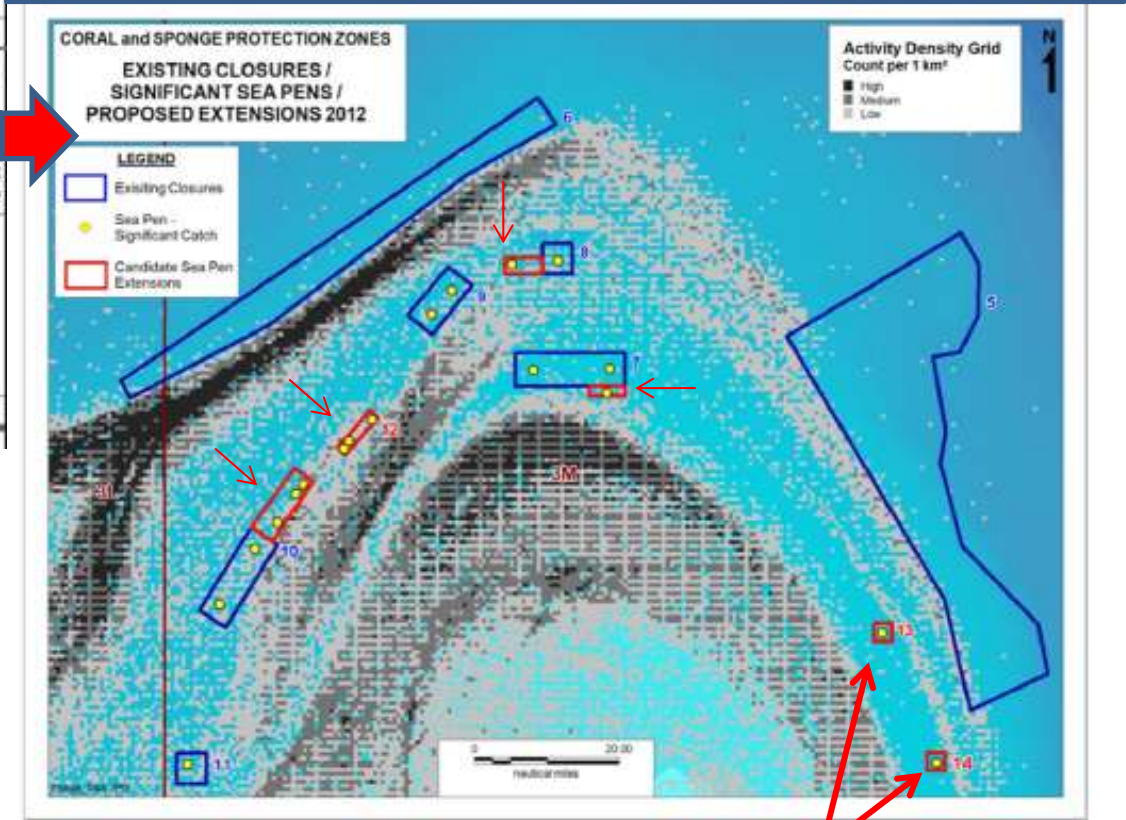 CORAL and SPONGE PROTECTION ZONES
EXISTING CLOSURES /
SIGNIFICANT SEA PENS /
PROPOSED EXTENSIONS 2012
LEGEND
Exisiting Closures
Sea Pen -
Significant Catch
Candidate Sea Pen
Extensions
Activity Density Grid
Count per 1 km²
High
Medium
Low
N
6
8
5
9
7
12
3L
3M
10
13
11
14
0 20.00
nautical miles